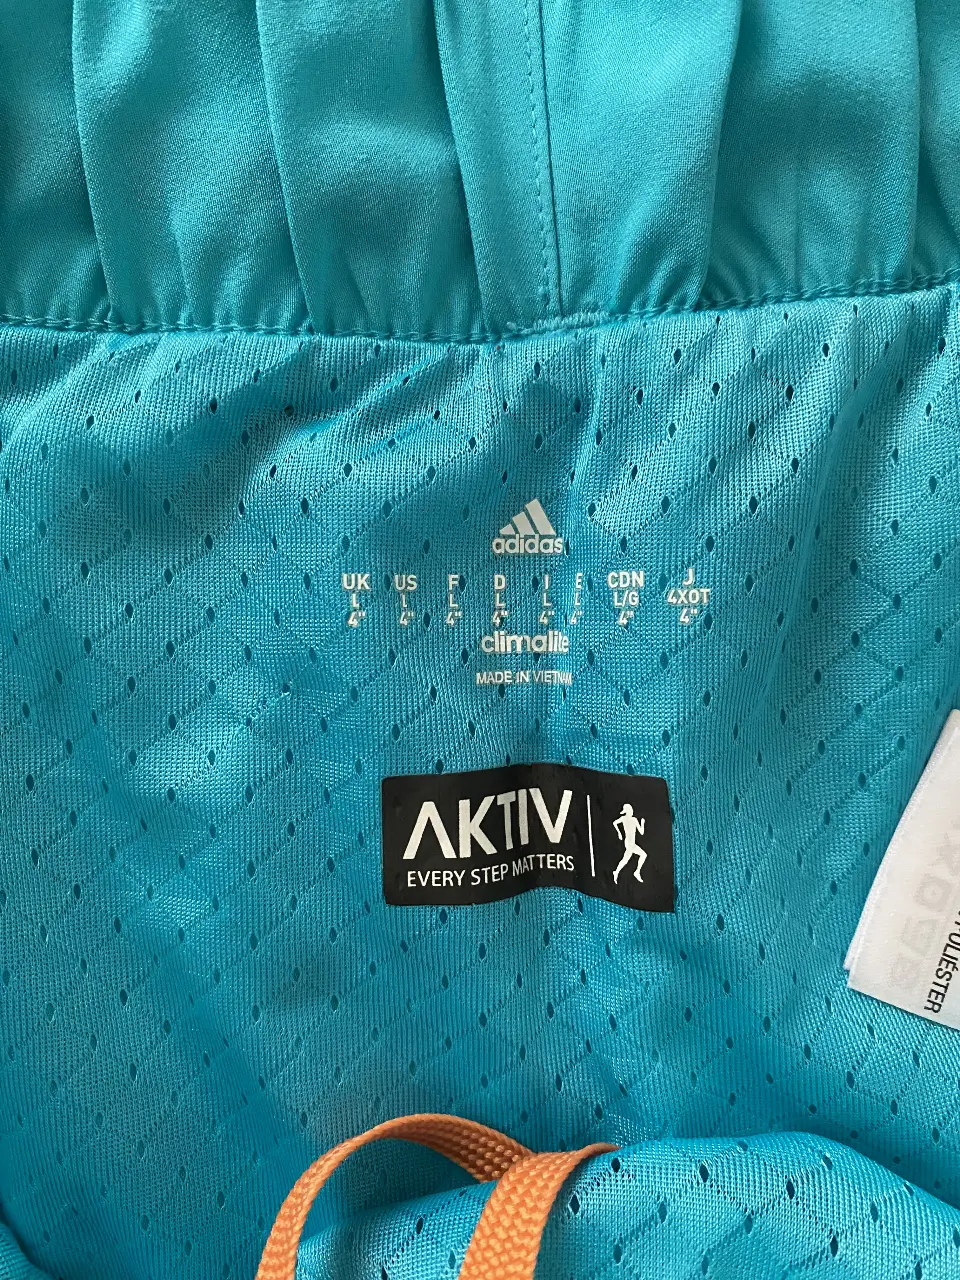 adidas
UK US F D I E CDN J
L L L L L L L/G 4XOT
4" 4" 4" 4" 4" 4" 4" 4"
climalite
MADE IN VIETNAM
AKTIV
EVERY STEP MATTERS
POLIÉSTER